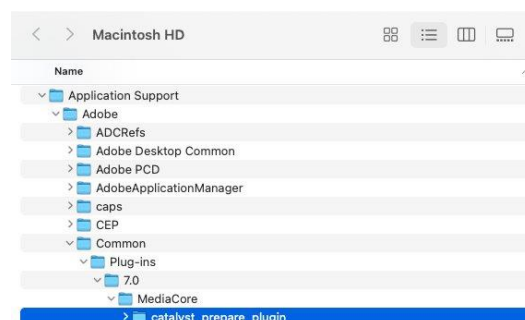 Macintosh HD
Name
Application Support
Adobe
ADCRefs
Adobe Desktop Common
Adobe PCD
AdobeApplicationManager
caps
CEP
Common
Plug-ins
7.0
MediaCore
catalyst_prepare_plugin